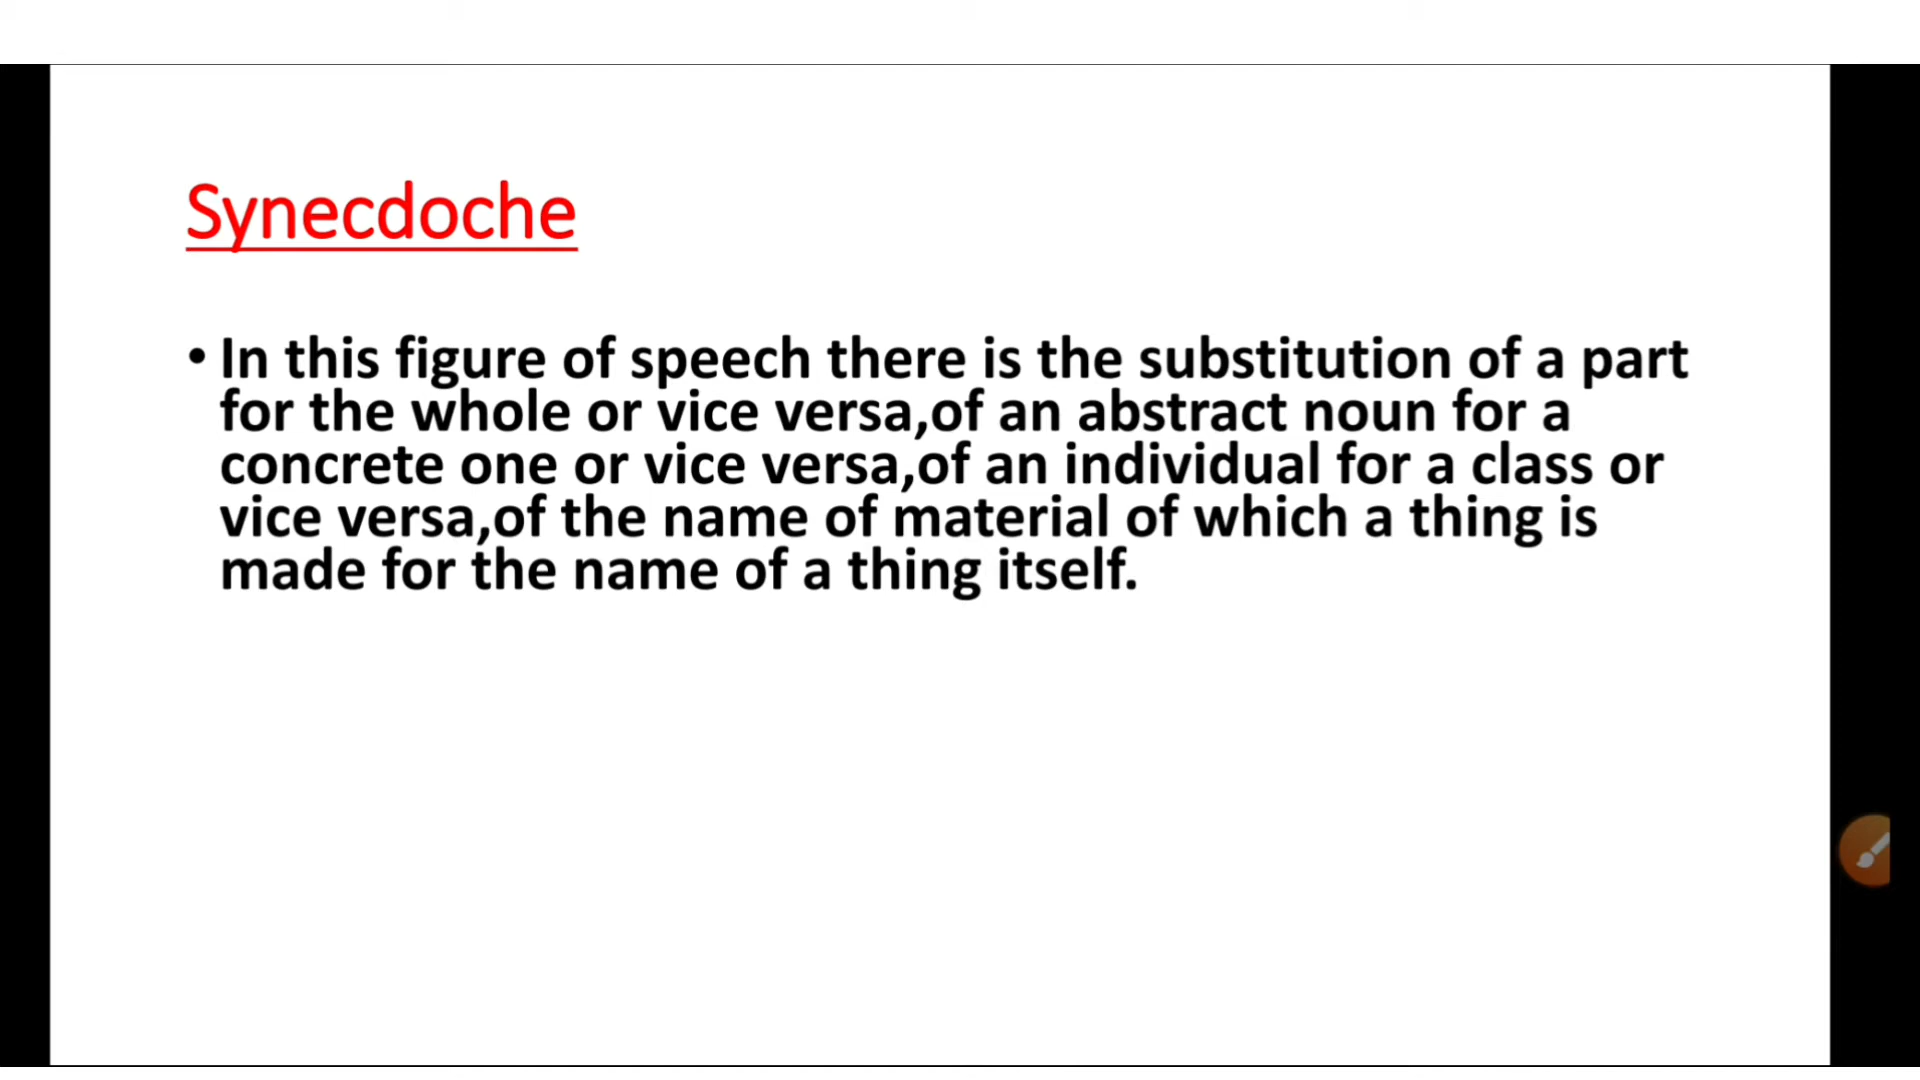 Synecdoche
• In this figure of speech there is the substitution of a part
for the whole or vice versa,of an abstract noun for a
concrete one or vice versa,of an individual for a class or
vice versa,of the name of material of which a thing is
made for the name of a thing itself.